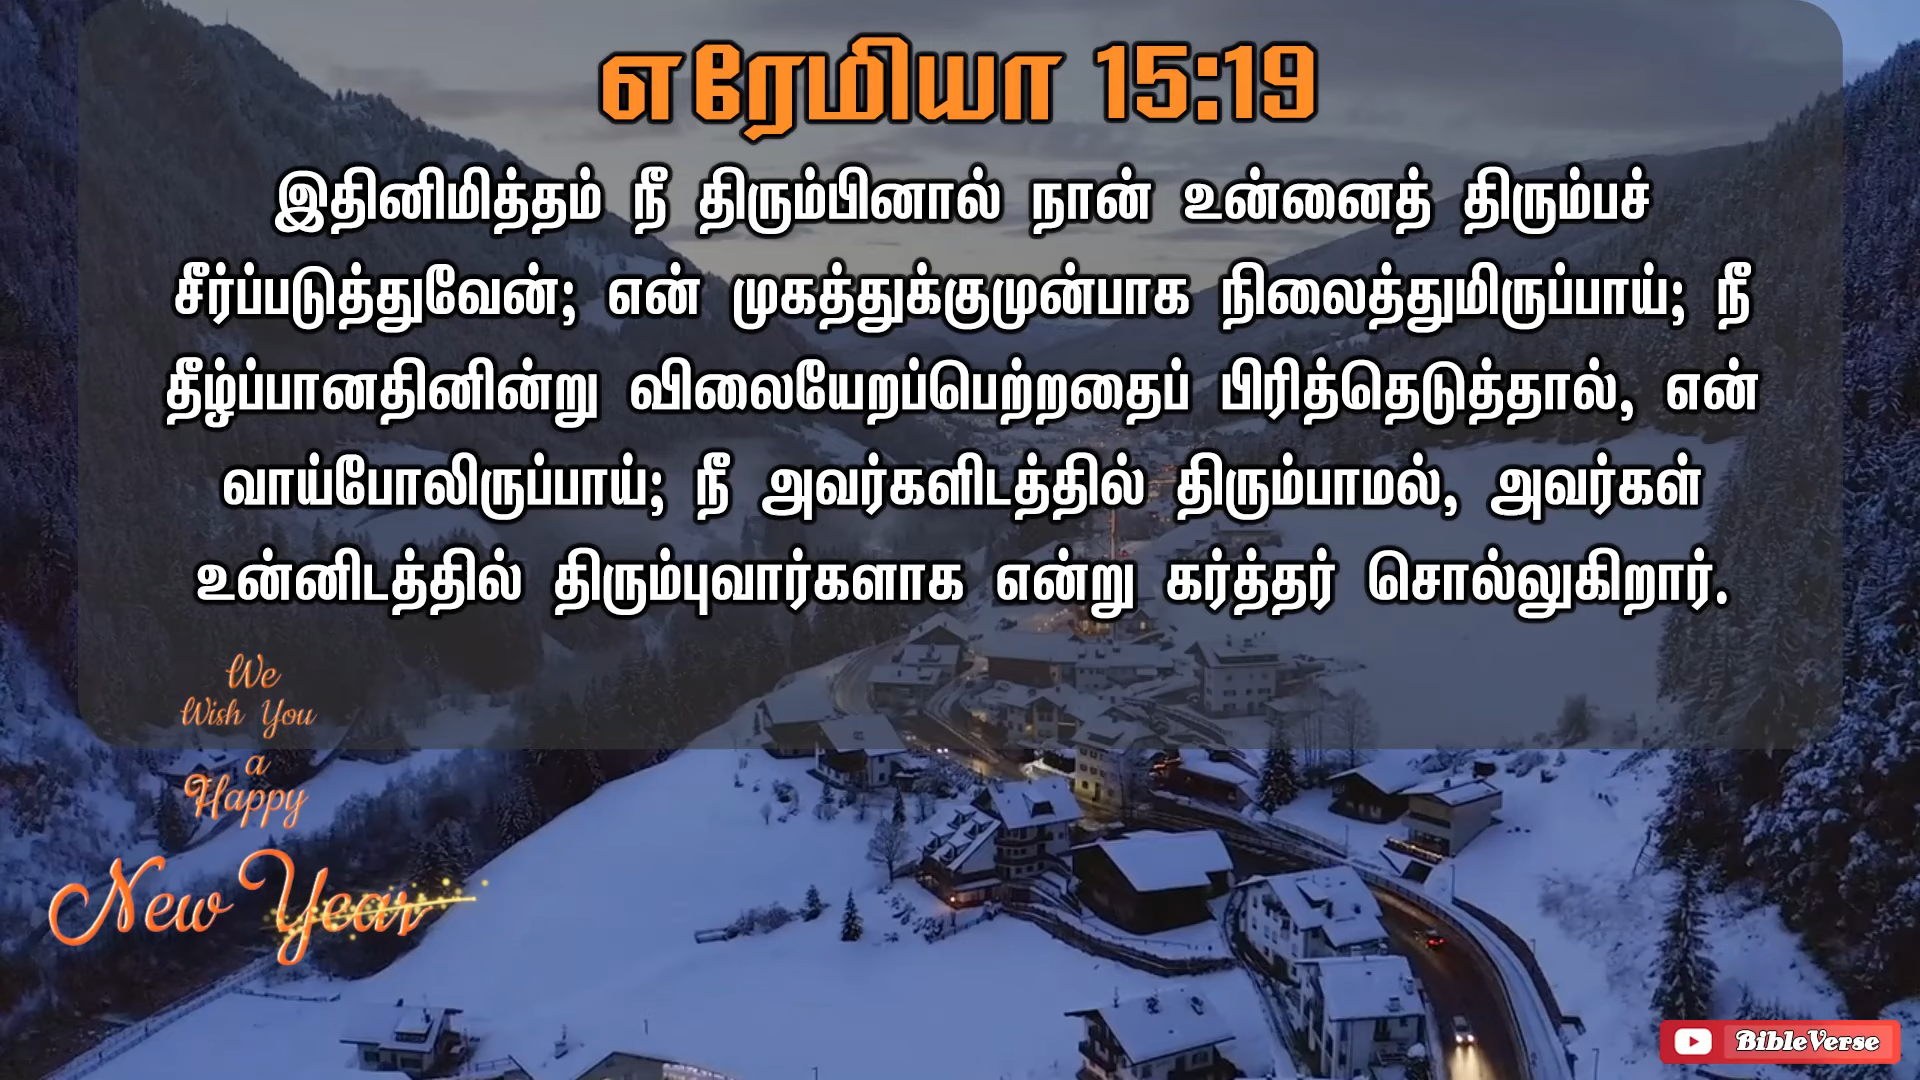 எரேமியா 15:19
இதினிமித்தம் நீ திரும்பினால் நான் உன்னைத் திரும்பச்
சீர்ப்படுத்துவேன்; என் முகத்துக்குமுன்பாக நிலைத்துமிருப்பாய்; நீ
தீழ்ப்பானதினின்று விலையேறப்பெற்றதைப் பிரித்தெடுத்தால், என்
வாய்போலிருப்பாய்; நீ அவர்களிடத்தில் திரும்பாமல், அவர்கள்
உன்னிடத்தில் திரும்புவார்களாக என்று கர்த்தர் சொல்லுகிறார்.
We
Wish You
a
Happy
New Year
BibleVerse